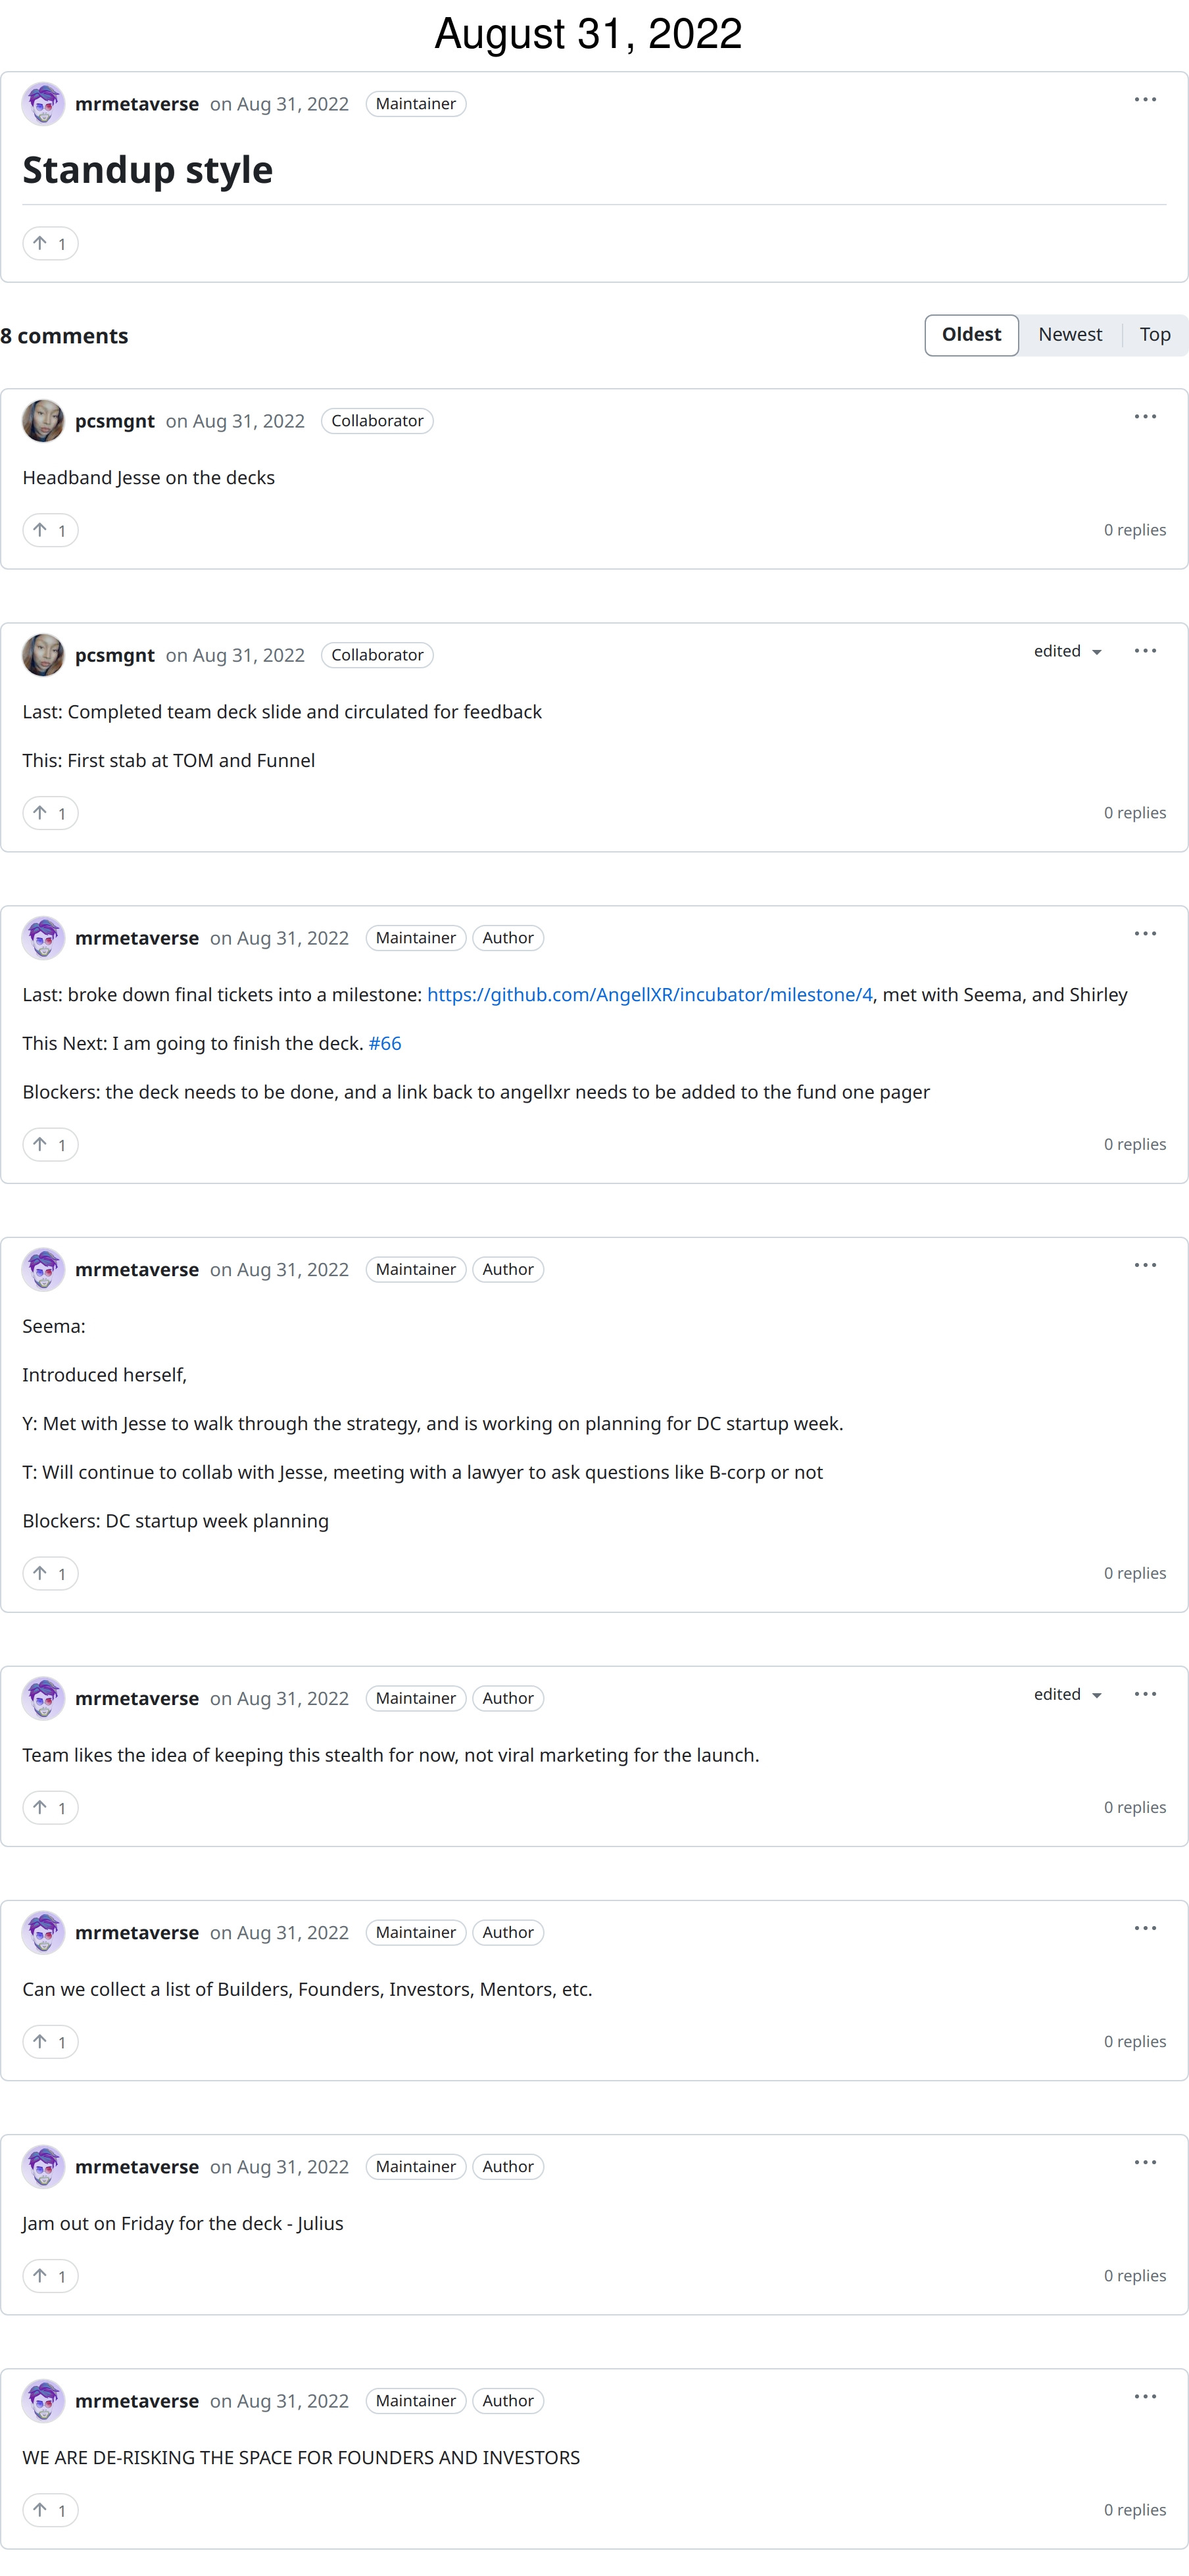 August 31, 2022
mrmetaverse on Aug 31, 2022 Maintainer
Standup style
1
8 comments
Oldest Newest Top
pcsmgnt on Aug 31, 2022 Collaborator
Headband Jesse on the decks
1 0 replies
pcsmgnt on Aug 31, 2022 Collaborator edited
Last: Completed team deck slide and circulated for feedback
This: First stab at TOM and Funnel
1 0 replies
mrmetaverse on Aug 31, 2022 Maintainer Author
Last: broke down final tickets into a milestone: https://github.com/AngellXR/incubator/milestone/4, met with Seema, and Shirley
This Next: I am going to finish the deck. #66
Blockers: the deck needs to be done, and a link back to angellxr needs to be added to the fund one pager
1 0 replies
mrmetaverse on Aug 31, 2022 Maintainer Author
Seema:
Introduced herself,
Y: Met with Jesse to walk through the strategy, and is working on planning for DC startup week.
T: Will continue to collab with Jesse, meeting with a lawyer to ask questions like B-corp or not
Blockers: DC startup week planning
1 0 replies
mrmetaverse on Aug 31, 2022 Maintainer Author edited
Team likes the idea of keeping this stealth for now, not viral marketing for the launch.
1 0 replies
mrmetaverse on Aug 31, 2022 Maintainer Author
Can we collect a list of Builders, Founders, Investors, Mentors, etc.
1 0 replies
mrmetaverse on Aug 31, 2022 Maintainer Author
Jam out on Friday for the deck - Julius
1 0 replies
mrmetaverse on Aug 31, 2022 Maintainer Author
WE ARE DE-RISKING THE SPACE FOR FOUNDERS AND INVESTORS
1 0 replies